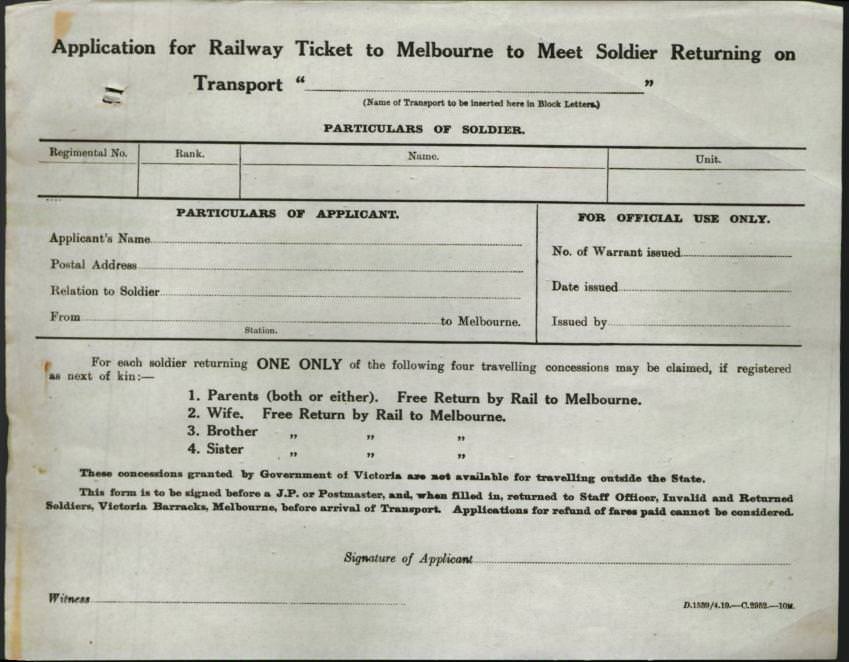 Application for Railway Ticket to Melbourne to Meet Soldier Returning on
Transport “ ”
(Name of Transport to be inserted here in Block Letters.)
PARTICULARS OF SOLDIER.
Regimental No. Rank. Name. Unit.
PARTICULARS OF APPLICANT.
Applicant's Name
Postal Address
Relation to Soldier
From to Melbourne.
Station.
FOR OFFICIAL USE ONLY.
No. of Warrant issued
Date issued
Issued by
For each soldier returning ONE ONLY of the following four travelling concessions may be claimed, if registered
as next of kin:—
1. Parents (both or either). Free Return by Rail to Melbourne.
2. Wife. Free Return by Rail to Melbourne.
3. Brother „ „ „
4. Sister „ „ „
These concessions granted by Government of Victoria are not available for travelling outside the State.
This form is to be signed before a J.P. or Postmaster, and, when filled in, returned to Staff Officer, Invalid and Returned
Soldiers, Victoria Barracks, Melbourne, before arrival of Transport. Applications for refund of fares paid cannot be considered.
Signature of Applicant
Witness
D.1559/4.19.—C.2952.—10M.